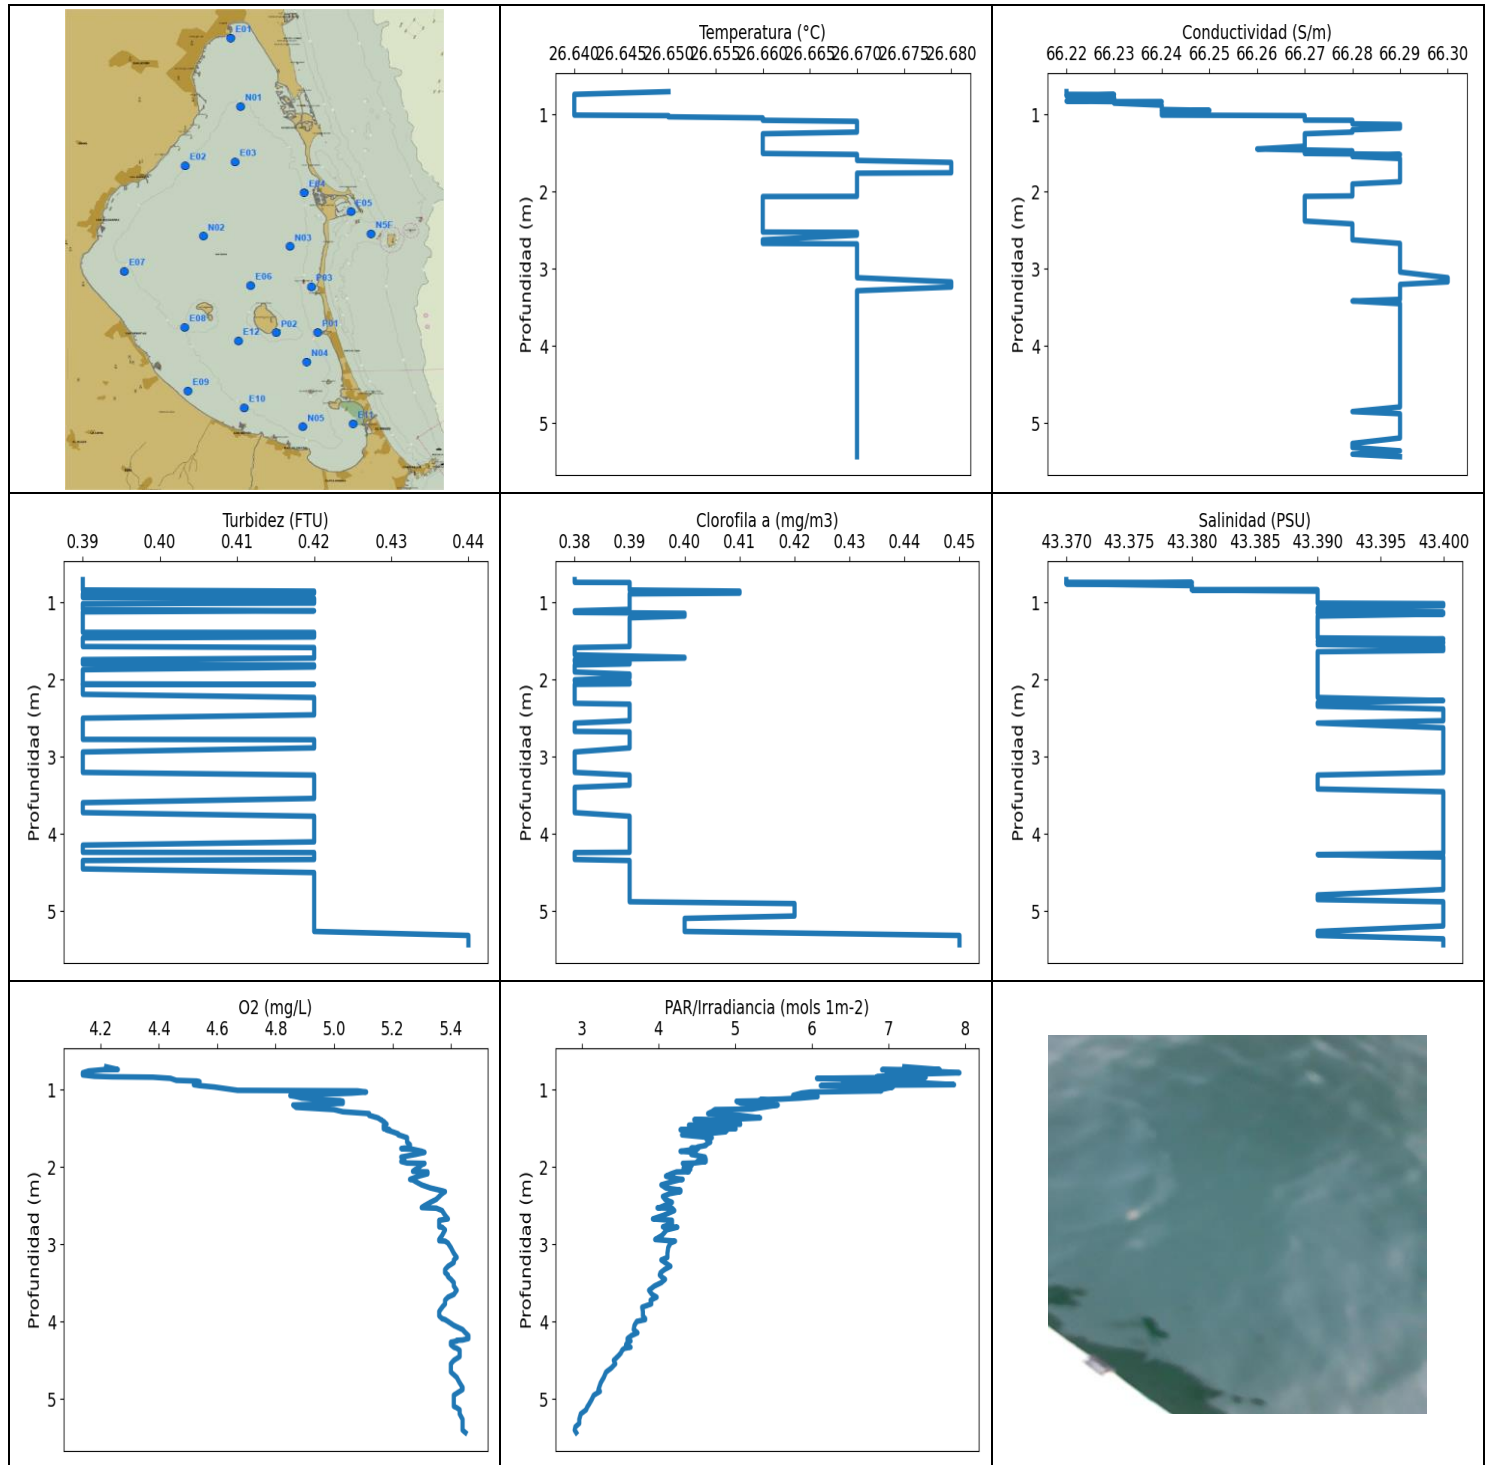 E01
N01
E02
E03
E04
E05
N5F
N02
N03
E07
E06
P03
E08
E12
P02
P01
N04
E09
E10
N05
E11
Temperatura (°C)
26.640 26.645 26.650 26.655 26.660 26.665 26.670 26.675 26.680
Profundidad (m)
1
2
3
4
5
Conductividad (S/m)
66.22 66.23 66.24 66.25 66.26 66.27 66.28 66.29 66.30
Profundidad (m)
1
2
3
4
5
Turbidez (FTU)
0.39 0.40 0.41 0.42 0.43 0.44
Profundidad (m)
1
2
3
4
5
Clorofila a (mg/m3)
0.38 0.39 0.40 0.41 0.42 0.43 0.44 0.45
Profundidad (m)
1
2
3
4
5
Salinidad (PSU)
43.370 43.375 43.380 43.385 43.390 43.395 43.400
Profundidad (m)
1
2
3
4
5
O2 (mg/L)
4.2 4.4 4.6 4.8 5.0 5.2 5.4
Profundidad (m)
1
2
3
4
5
PAR/Irradiancia (mols 1m-2)
3 4 5 6 7 8
Profundidad (m)
1
2
3
4
5